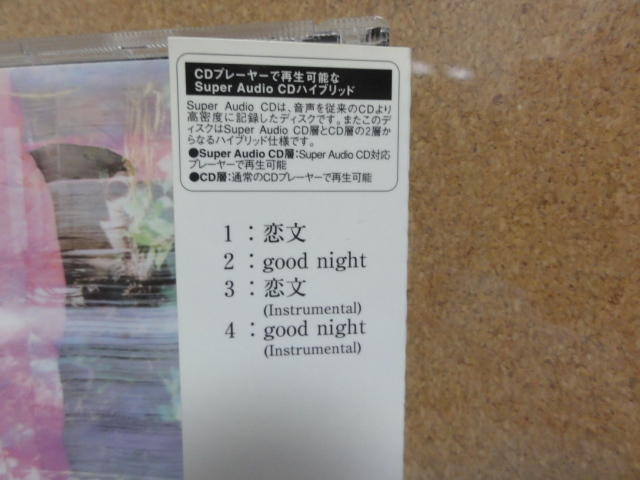 CDプレーヤーで再生可能な
Super Audio CDハイブリッド
Super Audio CDは、音声を従来のCDより
高密度に記録したディスクです。またこのデ
ィスクはSuper Audio CD層とCD層の2層か
らなるハイブリッド仕様です。
●Super Audio CD層:Super Audio CD対応
プレーヤーで再生可能
●CD層:通常のCDプレーヤーで再生可能
1:恋文
2:good night
3:恋文
(Instrumental)
4:good night
(Instrumental)